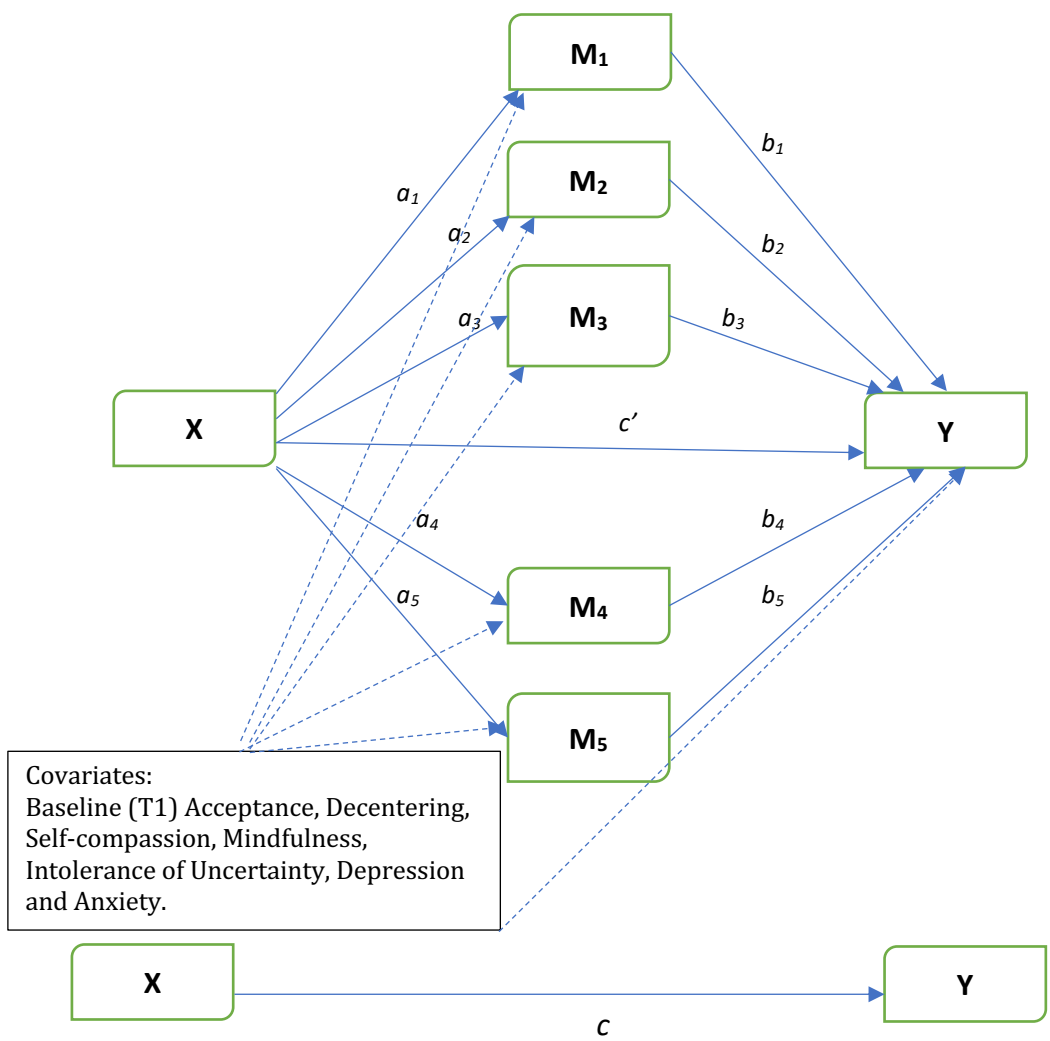 M₁
b₁
M₂
a₁
a₂
b₂
M₃
a₃
b₃
X
c’
Y
a₄
b₄
M₄
a₅
b₅
M₅
Covariates:
Baseline (T1) Acceptance, Decentering,
Self-compassion, Mindfulness,
Intolerance of Uncertainty, Depression
and Anxiety.
X
Y
c